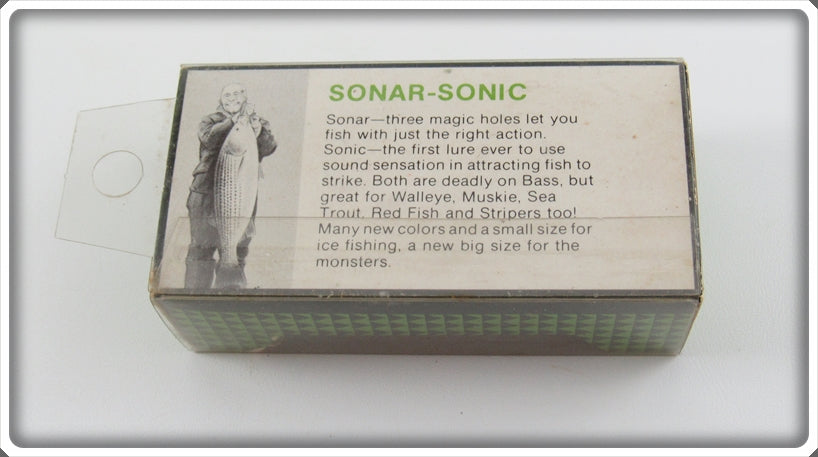 SONAR-SONIC
Sonar—three magic holes let you
fish with just the right action.
Sonic—the first lure ever to use
sound sensation in attracting fish to
strike. Both are deadly on Bass, but
great for Walleye, Muskie, Sea
Trout, Red Fish and Stripers too!
Many new colors and a small size for
ice fishing, a new big size for the
monsters.